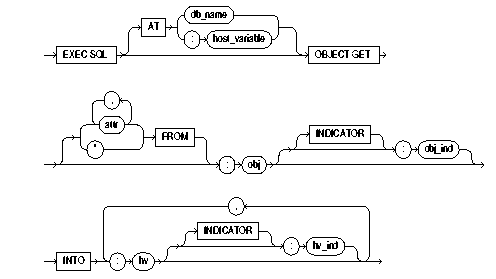 db_name
AT
: host_variable
EXEC SQL OBJECT GET
,
attr FROM INDICATOR
*
: obj : obj_ind
,
INDICATOR
INTO : hv : hv_ind